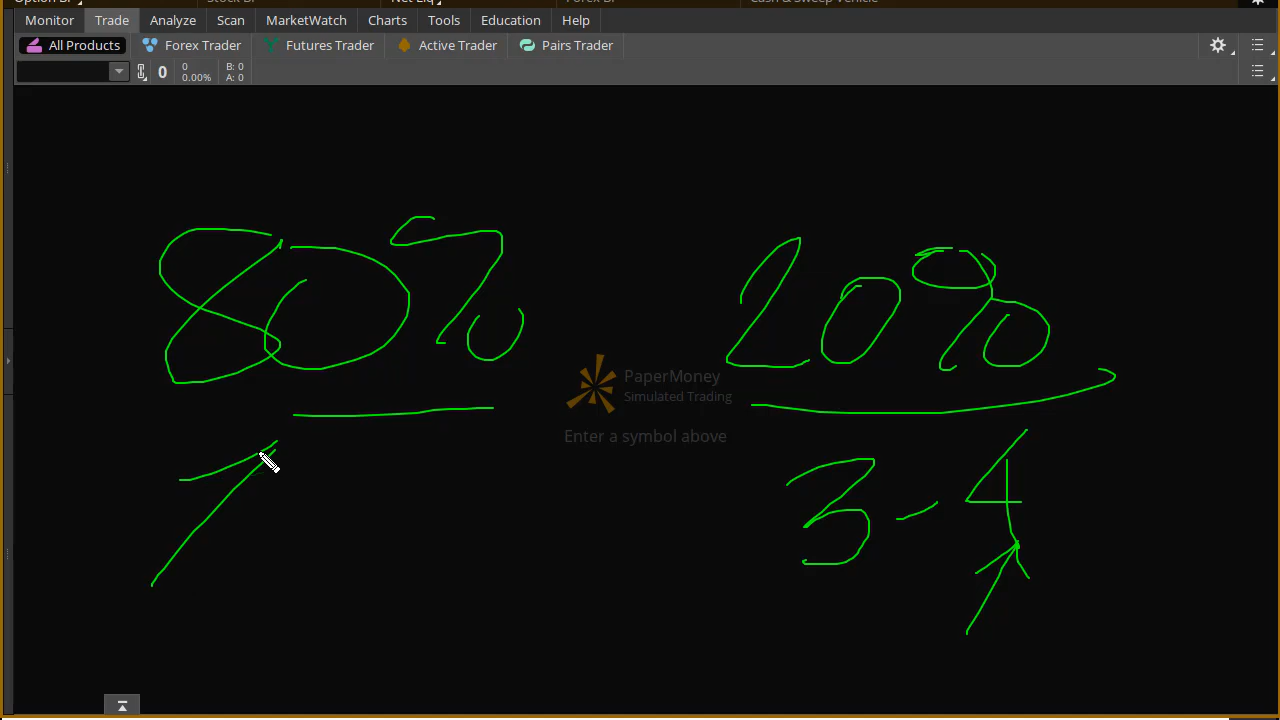 Monitor Trade Analyze Scan MarketWatch Charts Tools Education Help
All Products Forex Trader Futures Trader Active Trader Pairs Trader
0 0 B: 0
0.00% A: 0
80% 20%
PaperMoney
Simulated Trading
Enter a symbol above
3 - 4